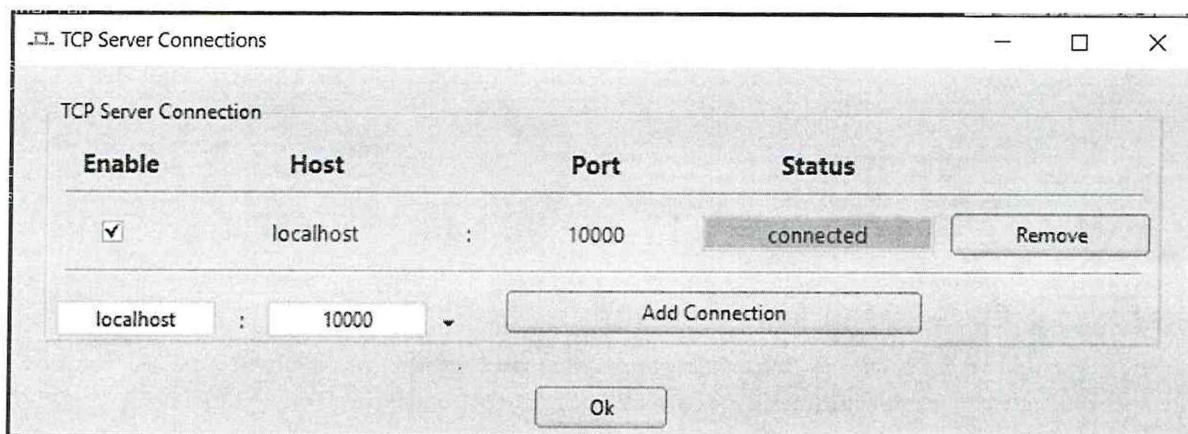 TCP Server Connections
TCP Server Connection
Enable Host Port Status
localhost : 10000 connected Remove
localhost : 10000 Add Connection
Ok